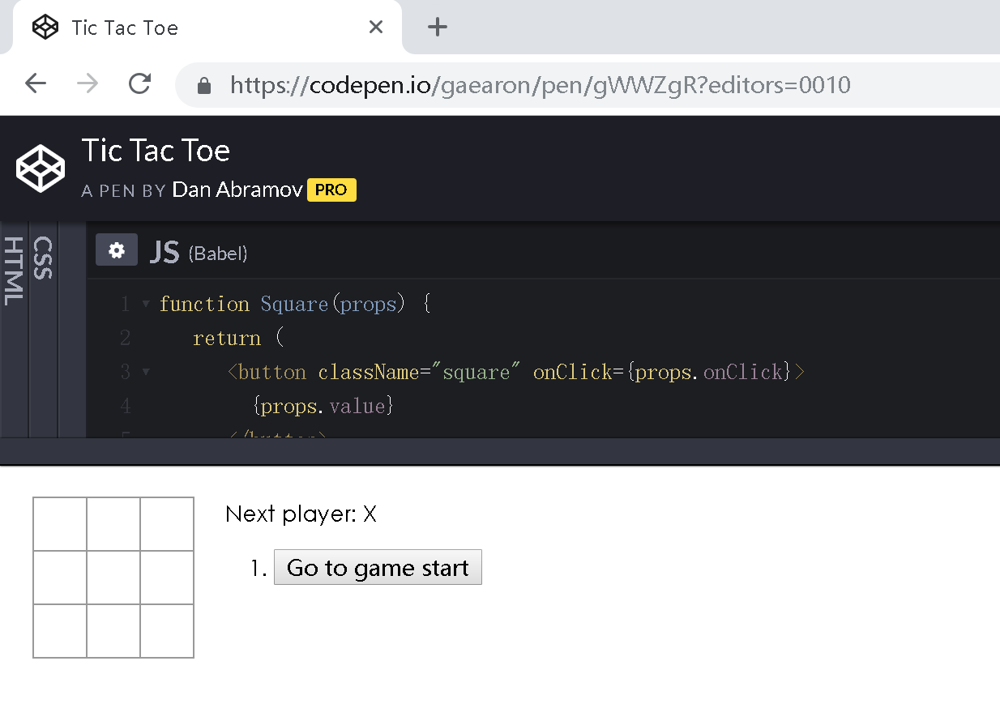 Tic Tac Toe
https://codepen.io/gaearon/pen/gWWZgR?editors=0010
Tic Tac Toe
A PEN BY Dan Abramov PRO
HTML
CSS
JS (Babel)
1 function Square(props) {
2 return (
3 <button className="square" onClick={props.onClick}>
4 {props.value}
5 </button>
Next player: X
1. Go to game start